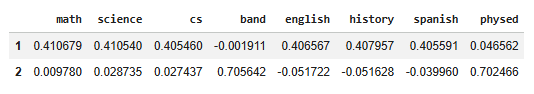 math science cs band english history spanish physed
1 0.410679 0.410540 0.405460 -0.001911 0.406567 0.407957 0.405591 0.046562
2 0.009780 0.028735 0.027437 0.705642 -0.051722 -0.051628 -0.039960 0.702466